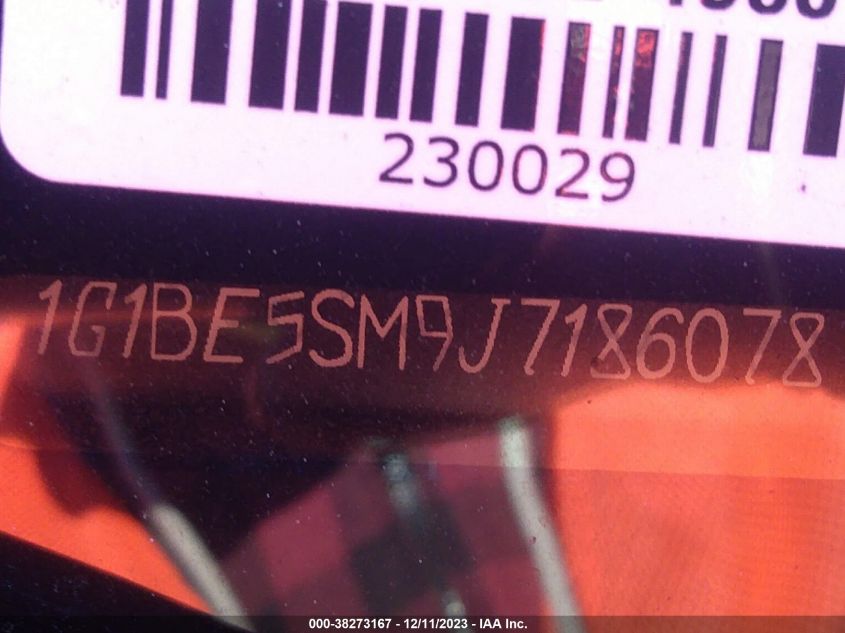 230029
1G1BE5SM9J7186078
000-38273167 - 12/11/2023 - IAA Inc.